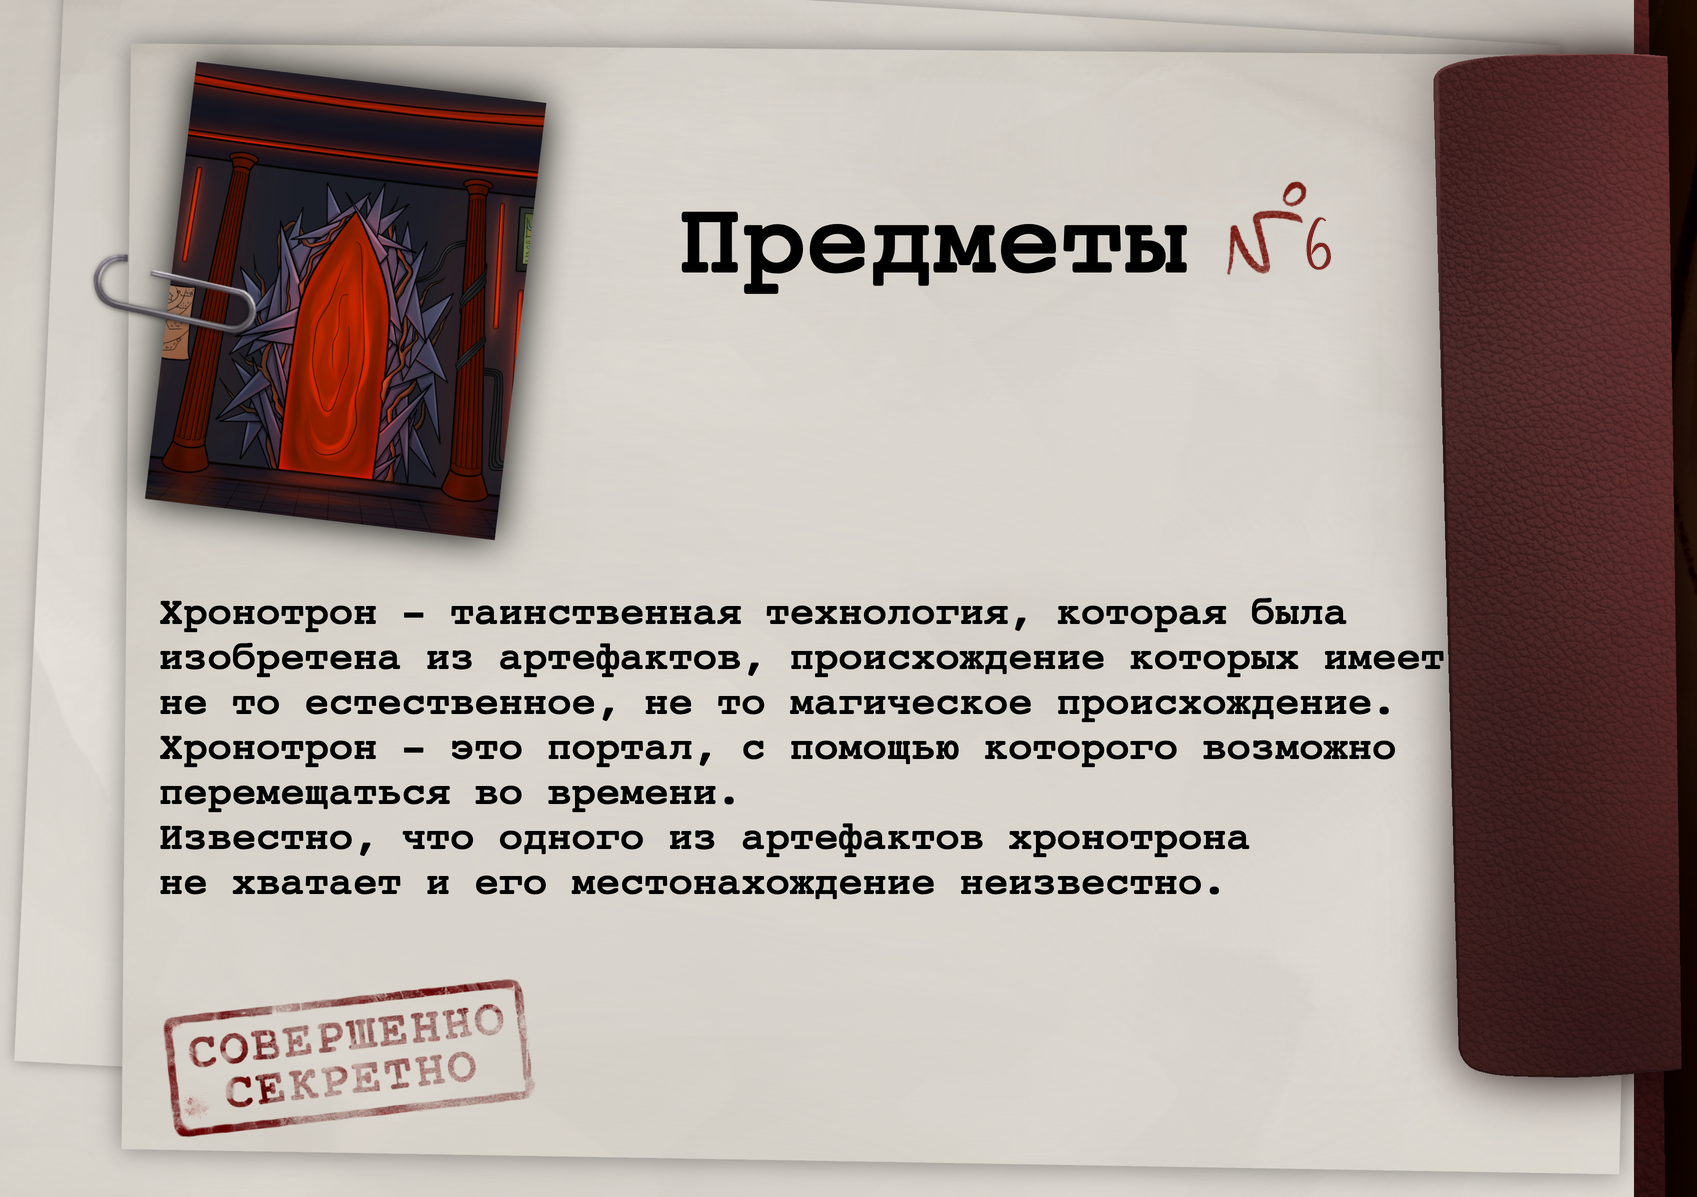 Предметы №6
Хронотрон – таинственная технология, которая была
изобретена из артефактов, происхождение которых имеет
не то естественное, не то магическое происхождение.
Хронотрон – это портал, с помощью которого возможно
перемещаться во времени.
Известно, что одного из артефактов хронотрона
не хватает и его местонахождение неизвестно.
СОВЕРШЕННО
СЕКРЕТНО